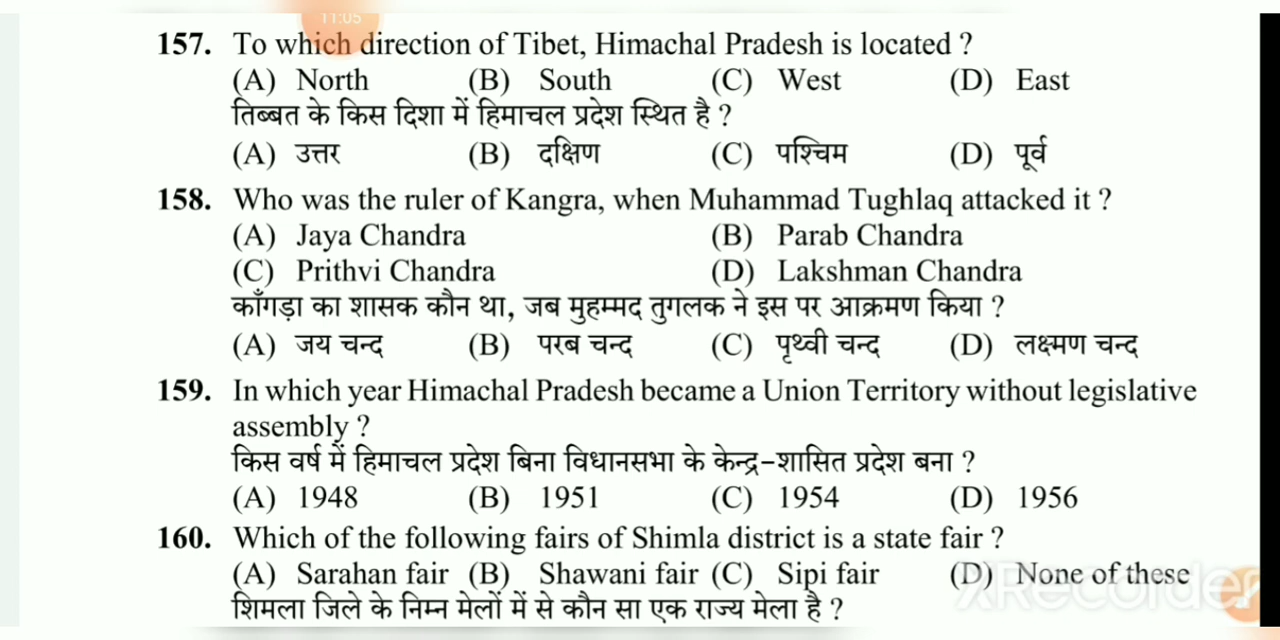 11:05
157. To which direction of Tibet, Himachal Pradesh is located ?
(A) North (B) South (C) West (D) East
तिब्बत के किस दिशा में हिमाचल प्रदेश स्थित है ?
(A) उत्तर (B) दक्षिण (C) पश्चिम (D) पूर्व
158. Who was the ruler of Kangra, when Muhammad Tughlaq attacked it ?
(A) Jaya Chandra (B) Parab Chandra
(C) Prithvi Chandra (D) Lakshman Chandra
काँगड़ा का शासक कौन था, जब मुहम्मद तुगलक ने इस पर आक्रमण किया ?
(A) जय चन्द (B) परब चन्द (C) पृथ्वी चन्द (D) लक्ष्मण चन्द
159. In which year Himachal Pradesh became a Union Territory without legislative
assembly ?
किस वर्ष में हिमाचल प्रदेश बिना विधानसभा के केन्द्र-शासित प्रदेश बना ?
(A) 1948 (B) 1951 (C) 1954 (D) 1956
160. Which of the following fairs of Shimla district is a state fair ?
(A) Sarahan fair (B) Shawani fair (C) Sipi fair (D) None of these
शिमला जिले के निम्न मेलों में से कौन सा एक राज्य मेला है ?
XRecorder